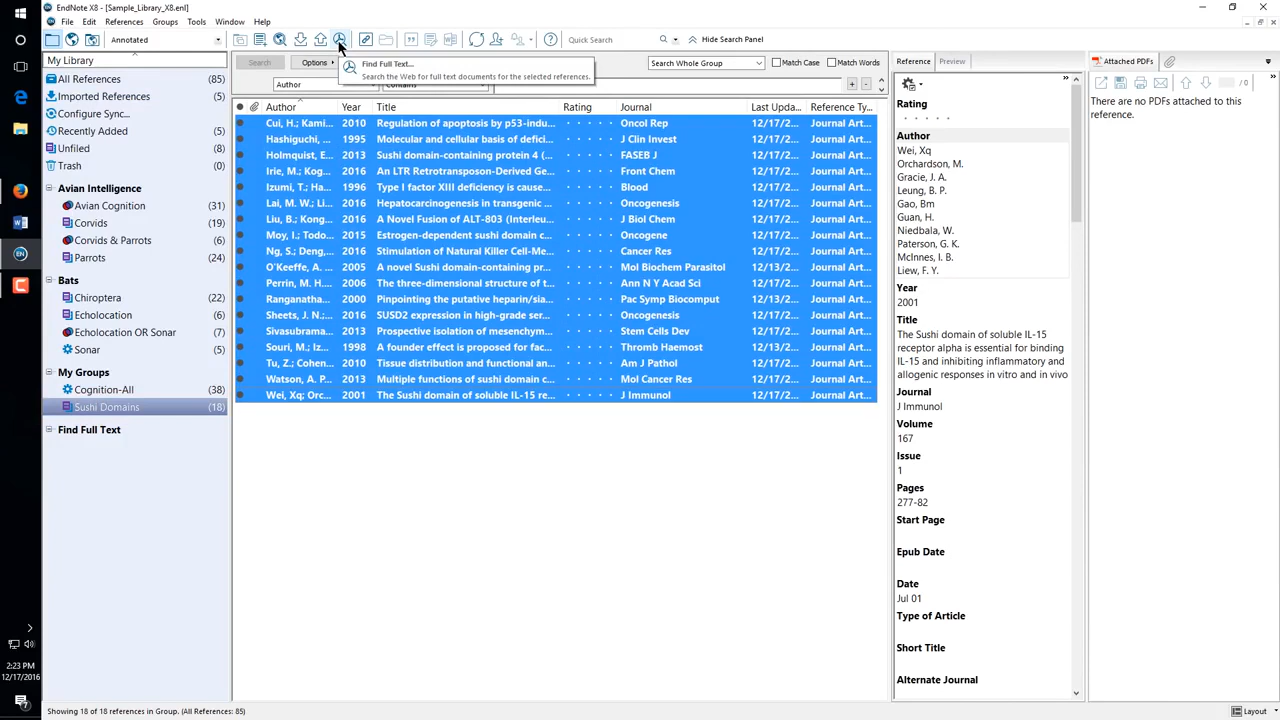 EndNote X8 - [Sample_Library_X8.enl]
File Edit References Groups Tools Window Help
Annotated Quick Search Hide Search Panel
My Library
All References (85)
Imported References (76)
Configure Sync...
Recently Added (85)
Unfiled (8)
Trash (6)
Avian Intelligence
Avian Cognition (31)
Corvids (6)
Corvids & Parrots (6)
Parrots (24)
Bats
Chiroptera (22)
Echolocation (6)
Echolocation OR Sonar (7)
Sonar (5)
My Groups
Cognition-All (38)
Sushi Domains (18)
Find Full Text
Search Options Search Whole Group Match Case Match Words
Find Full Text...
Search the Web for full text documents for the selected references.
Author Contains
Author Year Title Rating Journal Last Upda... Reference Ty...
Cui, H.; Kami... 2010 Regulation of apoptosis by p53-indu... Oncol Rep 12/17/2... Journal Art...
Hashiguchi, ... 1995 Molecular and cellular basis of defici... J Clin Invest 12/17/2... Journal Art...
Holmquist, E... 2013 Sushi domain-containing protein 4 (... FASEB J 12/17/2... Journal Art...
Irie, M.; Kog... 2016 An LTR Retrotransposon-Derived Ge... Front Chem 12/17/2... Journal Art...
Izumi, T.; Ha... 1996 Type I factor XIII deficiency is cause... Blood 12/17/2... Journal Art...
Lai, M. W.; Li... 2016 Hepatocarcinogenesis in transgenic ... Oncogenesis 12/17/2... Journal Art...
Liu, B.; Kong... 2016 A Novel Fusion of ALT-803 (Interleu... J Biol Chem 12/17/2... Journal Art...
Moy, I.; Todo... 2015 Estrogen-dependent sushi domain c... Oncogene 12/17/2... Journal Art...
Ng, S.; Deng,... 2016 Stimulation of Natural Killer Cell-Me... Cancer Res 12/17/2... Journal Art...
O'Keeffe, A. ... 2005 A novel Sushi domain-containing pr... Mol Biochem Parasitol 12/13/2... Journal Art...
Perrin, M. H.... 2006 The three-dimensional structure of t... Ann N Y Acad Sci 12/17/2... Journal Art...
Ranganatha... 2000 Pinpointing the putative heparin/sia... Pac Symp Biocomput 12/13/2... Journal Art...
Sheets, J. N.;... 2016 SUSD2 expression in high-grade ser... Oncogenesis 12/17/2... Journal Art...
Sivasubrama... 2013 Prospective isolation of mesenchym... Stem Cells Dev 12/17/2... Journal Art...
Souri, M.; Iz... 1998 A founder effect is proposed for fac... Thromb Haemost 12/17/2... Journal Art...
Tu, Z.; Cohen... 2010 Tissue distribution and functional an... Am J Pathol 12/17/2... Journal Art...
Watson, A. P... 2013 Multiple functions of sushi domain c... Mol Cancer Res 12/17/2... Journal Art...
Wei, Xq; Orc... 2001 The Sushi domain of soluble IL-15 re... J Immunol 12/17/2... Journal Art...
Reference Preview
Rating
Author
Wei, Xq
Orchardson, M.
Gracie, J. A.
Leung, B. P.
Gao, Bm
Guan, H.
Niedbala, W.
Paterson, G. K.
McInnes, I. B.
Liew, F. Y.
Year
2001
Title
The Sushi domain of soluble IL-15
receptor alpha is essential for binding
IL-15 and inhibiting inflammatory and
allogenic responses in vitro and in vivo
Journal
J Immunol
Volume
167
Issue
1
Pages
277-82
Start Page
Epub Date
Date
Jul 01
Type of Article
Short Title
Alternate Journal
Attached PDFs
/0
There are no PDFs attached to this
reference.
2:23 PM
12/17/2016
Showing 18 of 18 references in Group. (All References: 85)
Layout